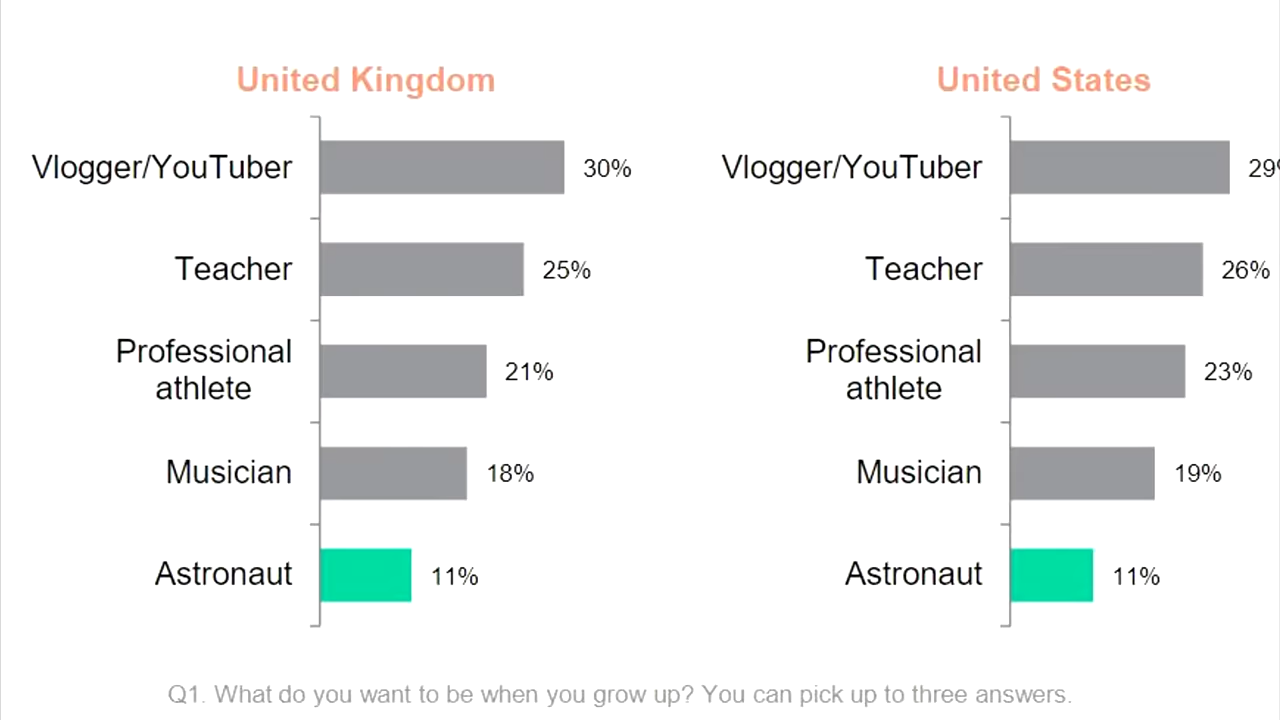 United Kingdom
Vlogger/YouTuber 30%
Teacher 25%
Professional
athlete 21%
Musician 18%
Astronaut 11%
United States
Vlogger/YouTuber 29%
Teacher 26%
Professional
athlete 23%
Musician 19%
Astronaut 11%
Q1. What do you want to be when you grow up? You can pick up to three answers.